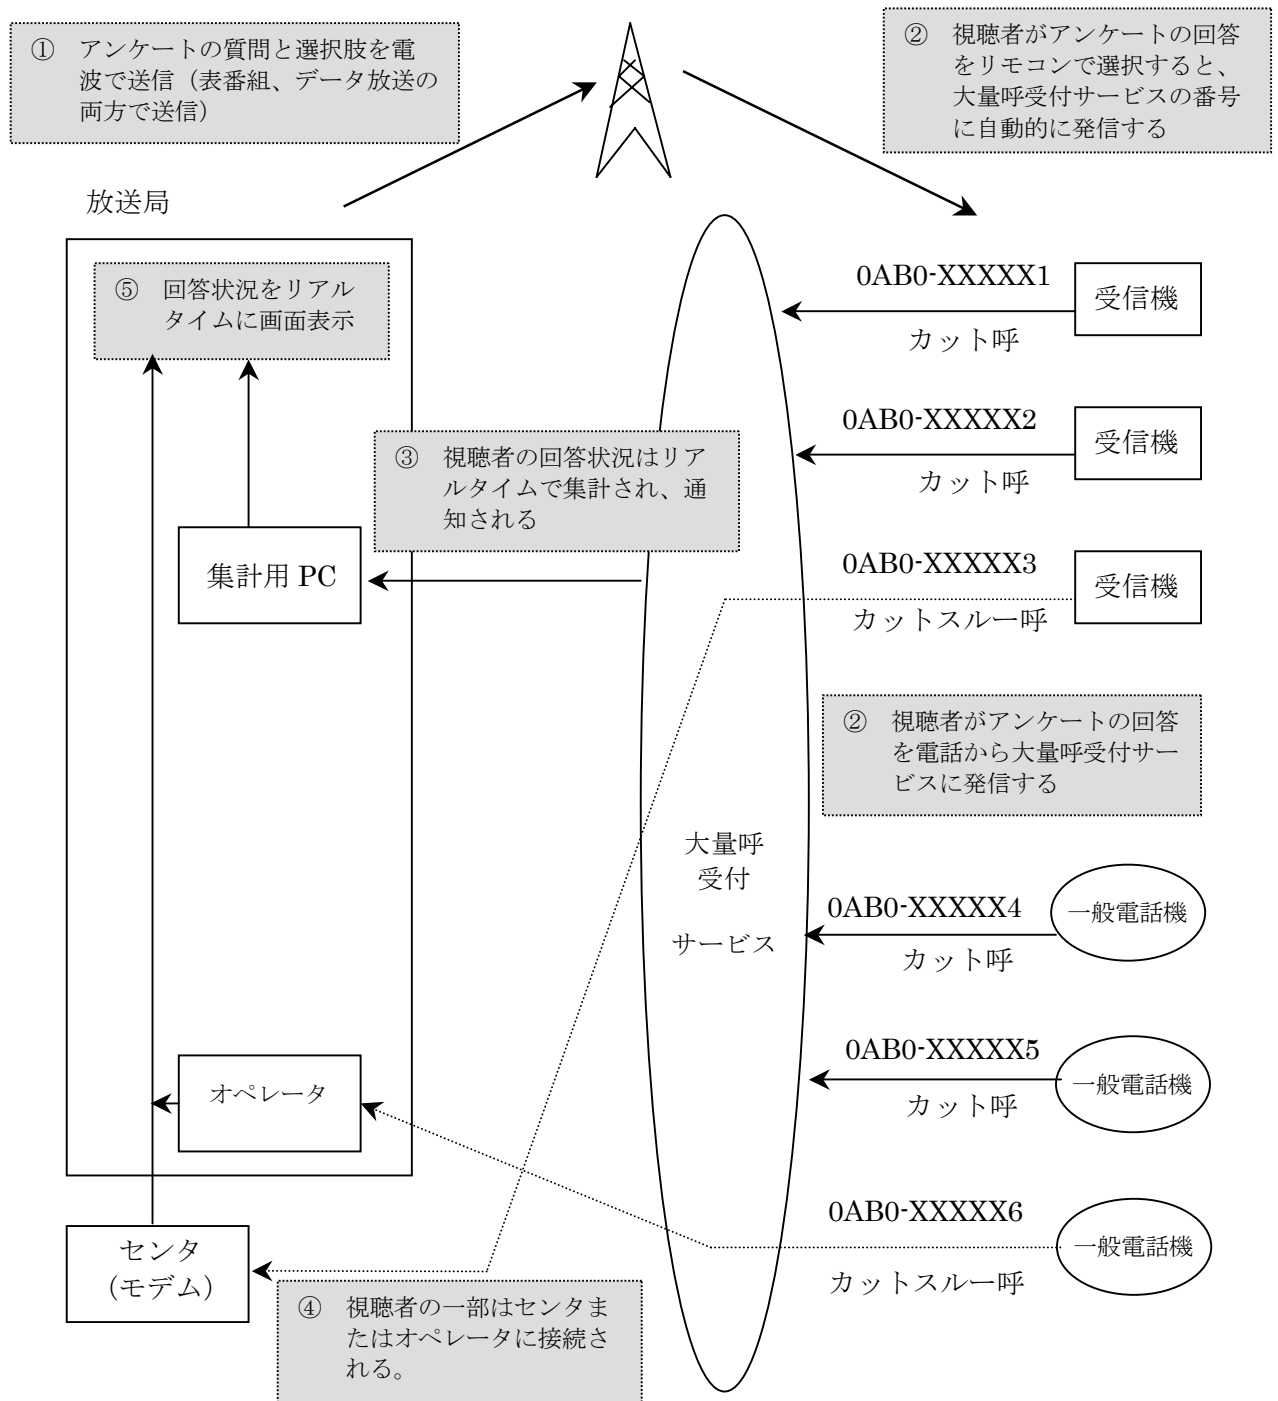 ① アンケートの質問と選択肢を電
波で送信（表番組、データ放送の
両方で送信）
② 視聴者がアンケートの回答
をリモコンで選択すると、
大量呼受付サービスの番号
に自動的に発信する
放送局
⑤ 回答状況をリアル
タイムに画面表示
0AB0-XXXXX1
受信機
カット呼
0AB0-XXXXX2
受信機
カット呼
③ 視聴者の回答状況はリア
ルタイムで集計され、通
知される
集計用 PC
0AB0-XXXXX3
受信機
カットスルー呼
② 視聴者がアンケートの回答
を電話から大量呼受付サー
ビスに発信する
大量呼
受付
サービス
0AB0-XXXXX4
一般電話機
カット呼
0AB0-XXXXX5
一般電話機
カット呼
オペレータ
0AB0-XXXXX6
一般電話機
カットスルー呼
センタ
（モデム）
④ 視聴者の一部はセンタま
たはオペレータに接続さ
れる。